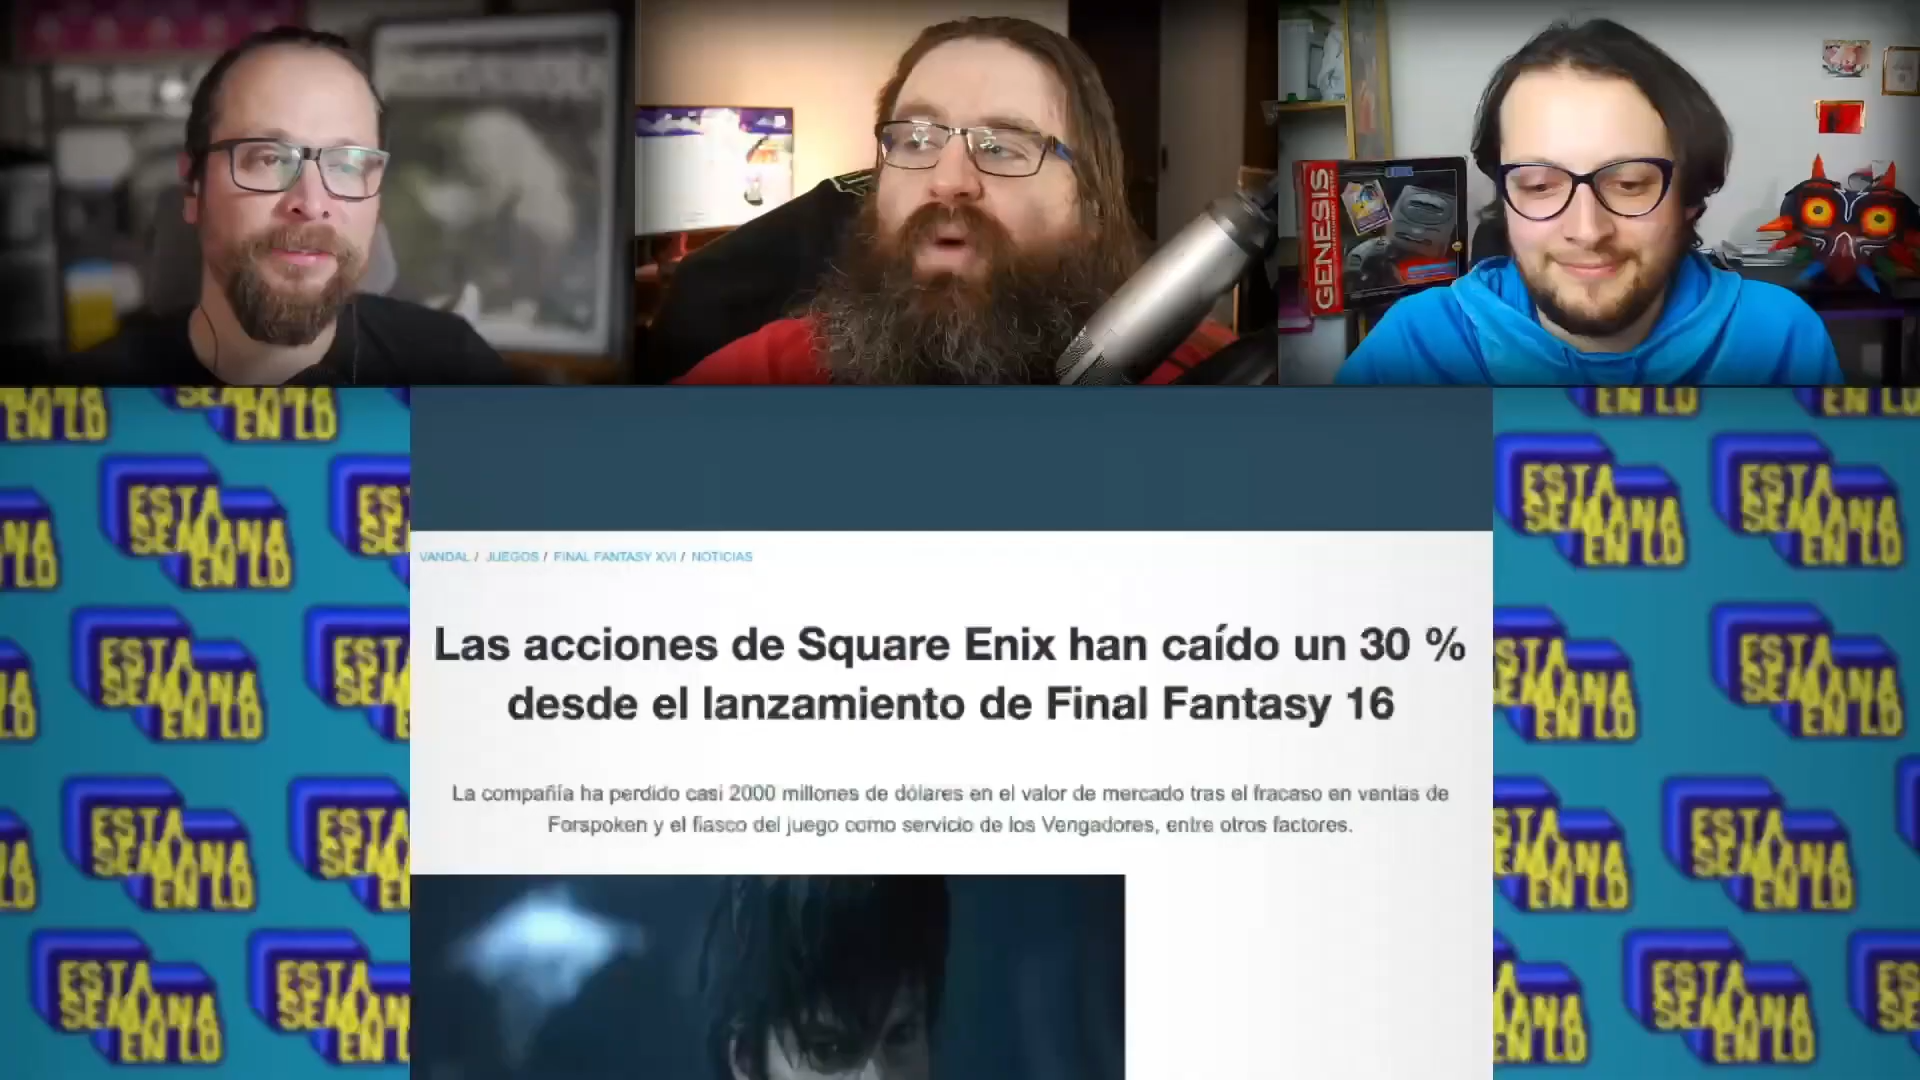 GENESIS
VANDAL / JUEGOS / FINAL FANTASY XVI / NOTICIAS
Las acciones de Square Enix han caído un 30 %
desde el lanzamiento de Final Fantasy 16
La compañía ha perdido casi 2000 millones de dólares en el valor de mercado tras el fracaso en ventas de
Forspoken y el fiasco del juego como servicio de los Vengadores, entre otros factores.
ESTA
SEMANA
EN LO